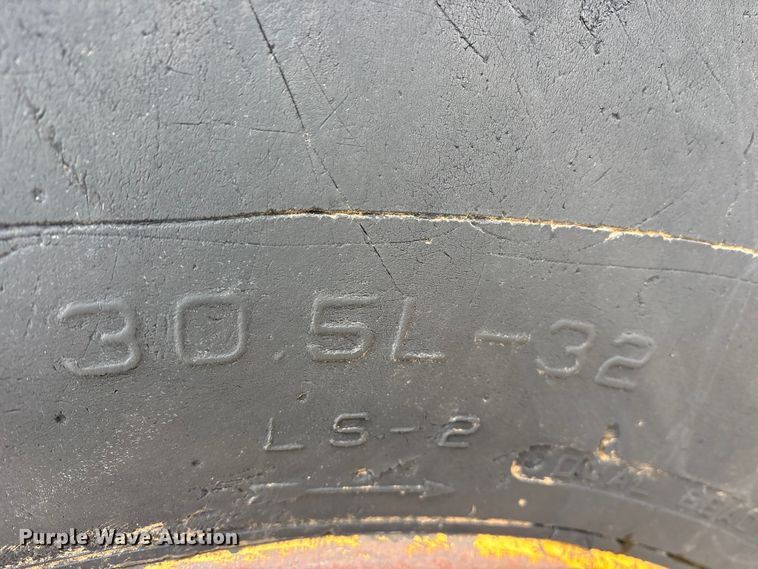 30.5L-32
LS-2
Purple Wave Auction